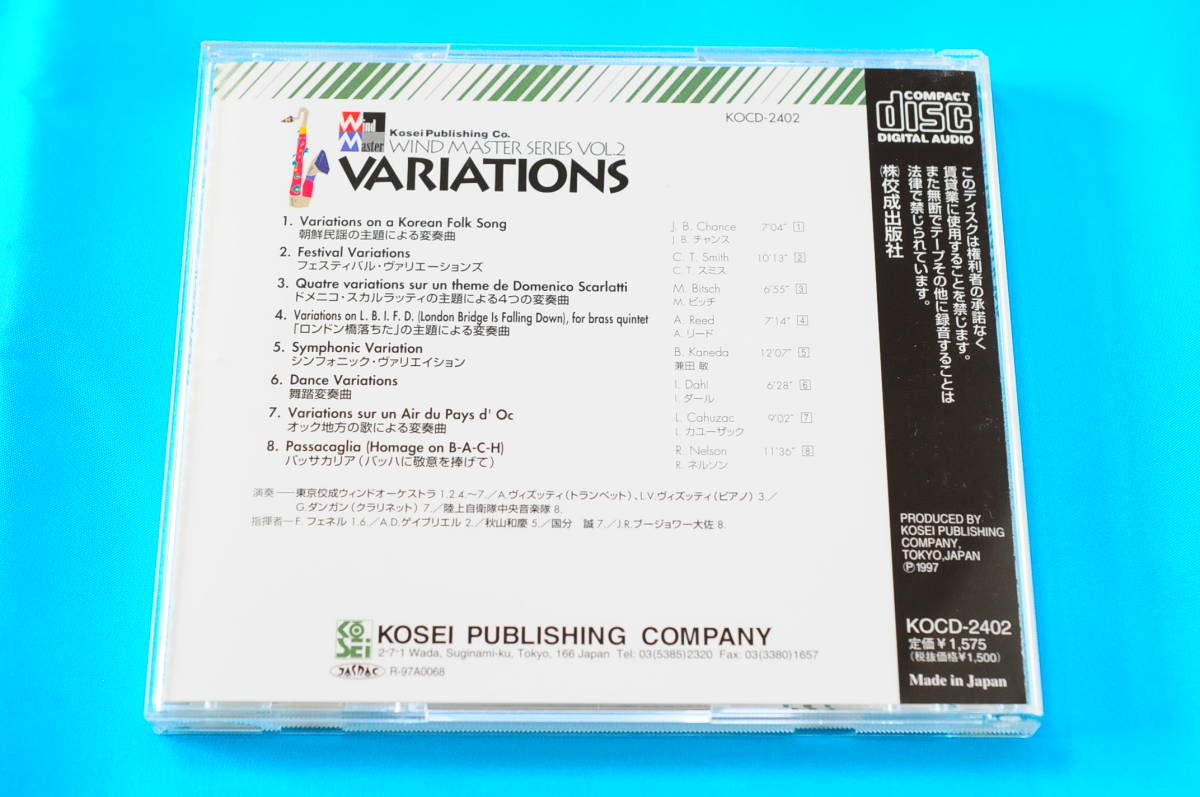 KOCD-2402
Wind Master
Kosei Publishing Co.
WIND MASTER SERIES VOL.2
VARIATIONS
1. Variations on a Korean Folk Song J. B. Chance 7'04" 1
朝鮮民謡の主題による変奏曲 J. B. チャンス
2. Festival Variations C. T. Smith 10'13" 2
フェスティバル・ヴァリエーションズ C. T. スミス
3. Quatre variations sur un theme de Domenico Scarlatti M. Bitsch 6'55" 3
ドメニコ・スカルラッティの主題による4つの変奏曲 M. ビッチ
4. Variations on L. B. I. F. D. (London Bridge Is Falling Down), for brass quintet A. Reed 7'14" 4
「ロンドン橋落ちた」の主題による変奏曲 A. リード
5. Symphonic Variation B. Kaneda 12'07" 5
シンフォニック・ヴァリエイション 兼田 敏
6. Dance Variations I. Dahl 6'28" 6
舞踏変奏曲 I. ダール
7. Variations sur un Air du Pays d' Oc L. Cahuzac 9'02" 7
オック地方の歌による変奏曲 L. カユーザック
8. Passacaglia (Homage on B-A-C-H) R. Nelson 11'36" 8
パッサカリア(バッハに敬意を捧げて) R. ネルソン
演奏──東京佼成ウィンドオーケストラ 1.2.4.〜7./A.ヴィズッティ(トランペット)、L.V.ヴィズッティ(ピアノ) 3./
G.ダンガン(クラリネット) 7./陸上自衛隊中央音楽隊 8.
指揮者─F. フェネル 1.6./A.D.ゲイブリエル 2./秋山和慶 5./国分 誠 7./J.R.ブージョワー大佐 8.
KOSEI
KOSEI PUBLISHING COMPANY
2-7-1 Wada, Suginami-ku, Tokyo, 166 Japan Tel: 03(5385)2320 Fax: 03(3380)1657
JASRAC R-97A0068
COMPACT
disc
DIGITAL AUDIO
このディスクは権利者の承諾なく
賃貸業に使用することを禁じます。
また無断でテープその他に録音することは
法律で禁じられています。
(株)佼成出版社
PRODUCED BY
KOSEI PUBLISHING
COMPANY,
TOKYO,JAPAN
Ⓟ1997
KOCD-2402
定価¥1,575
(税抜価格¥1,500)
Made in Japan